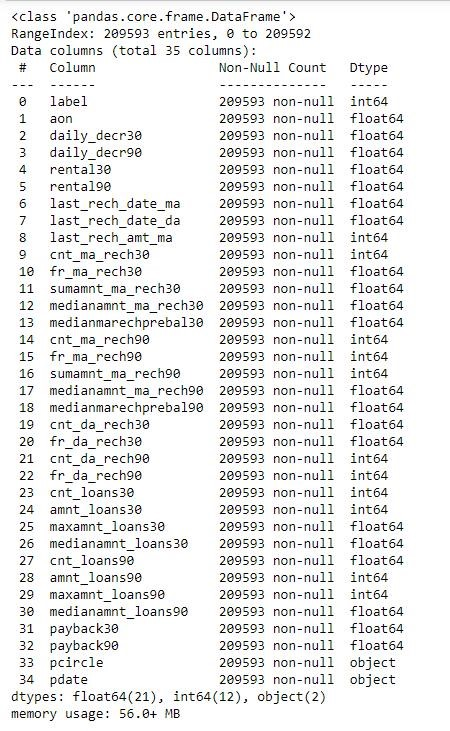 <class 'pandas.core.frame.DataFrame'>
RangeIndex: 209593 entries, 0 to 209592
Data columns (total 35 columns):
 #   Column                Non-Null Count   Dtype
---  ------                --------------   -----
 0   label                 209593 non-null  int64
 1   aon                   209593 non-null  float64
 2   daily_decr30          209593 non-null  float64
 3   daily_decr90          209593 non-null  float64
 4   rental30              209593 non-null  float64
 5   rental90              209593 non-null  float64
 6   last_rech_date_ma     209593 non-null  float64
 7   last_rech_date_da     209593 non-null  float64
 8   last_rech_amt_ma      209593 non-null  int64
 9   cnt_ma_rech30         209593 non-null  int64
 10  fr_ma_rech30          209593 non-null  float64
 11  sumamnt_ma_rech30     209593 non-null  float64
 12  medianamnt_ma_rech30  209593 non-null  float64
 13  medianmarechprebal30  209593 non-null  float64
 14  cnt_ma_rech90         209593 non-null  int64
 15  fr_ma_rech90          209593 non-null  int64
 16  sumamnt_ma_rech90     209593 non-null  int64
 17  medianamnt_ma_rech90  209593 non-null  float64
 18  medianmarechprebal90  209593 non-null  float64
 19  cnt_da_rech30         209593 non-null  float64
 20  fr_da_rech30          209593 non-null  float64
 21  cnt_da_rech90         209593 non-null  int64
 22  fr_da_rech90          209593 non-null  int64
 23  cnt_loans30           209593 non-null  int64
 24  amnt_loans30          209593 non-null  int64
 25  maxamnt_loans30       209593 non-null  float64
 26  medianamnt_loans30    209593 non-null  float64
 27  cnt_loans90           209593 non-null  float64
 28  amnt_loans90          209593 non-null  int64
 29  maxamnt_loans90       209593 non-null  int64
 30  medianamnt_loans90    209593 non-null  float64
 31  payback30             209593 non-null  float64
 32  payback90             209593 non-null  float64
 33  pcircle               209593 non-null  object
 34  pdate                 209593 non-null  object
dtypes: float64(21), int64(12), object(2)
memory usage: 56.0+ MB